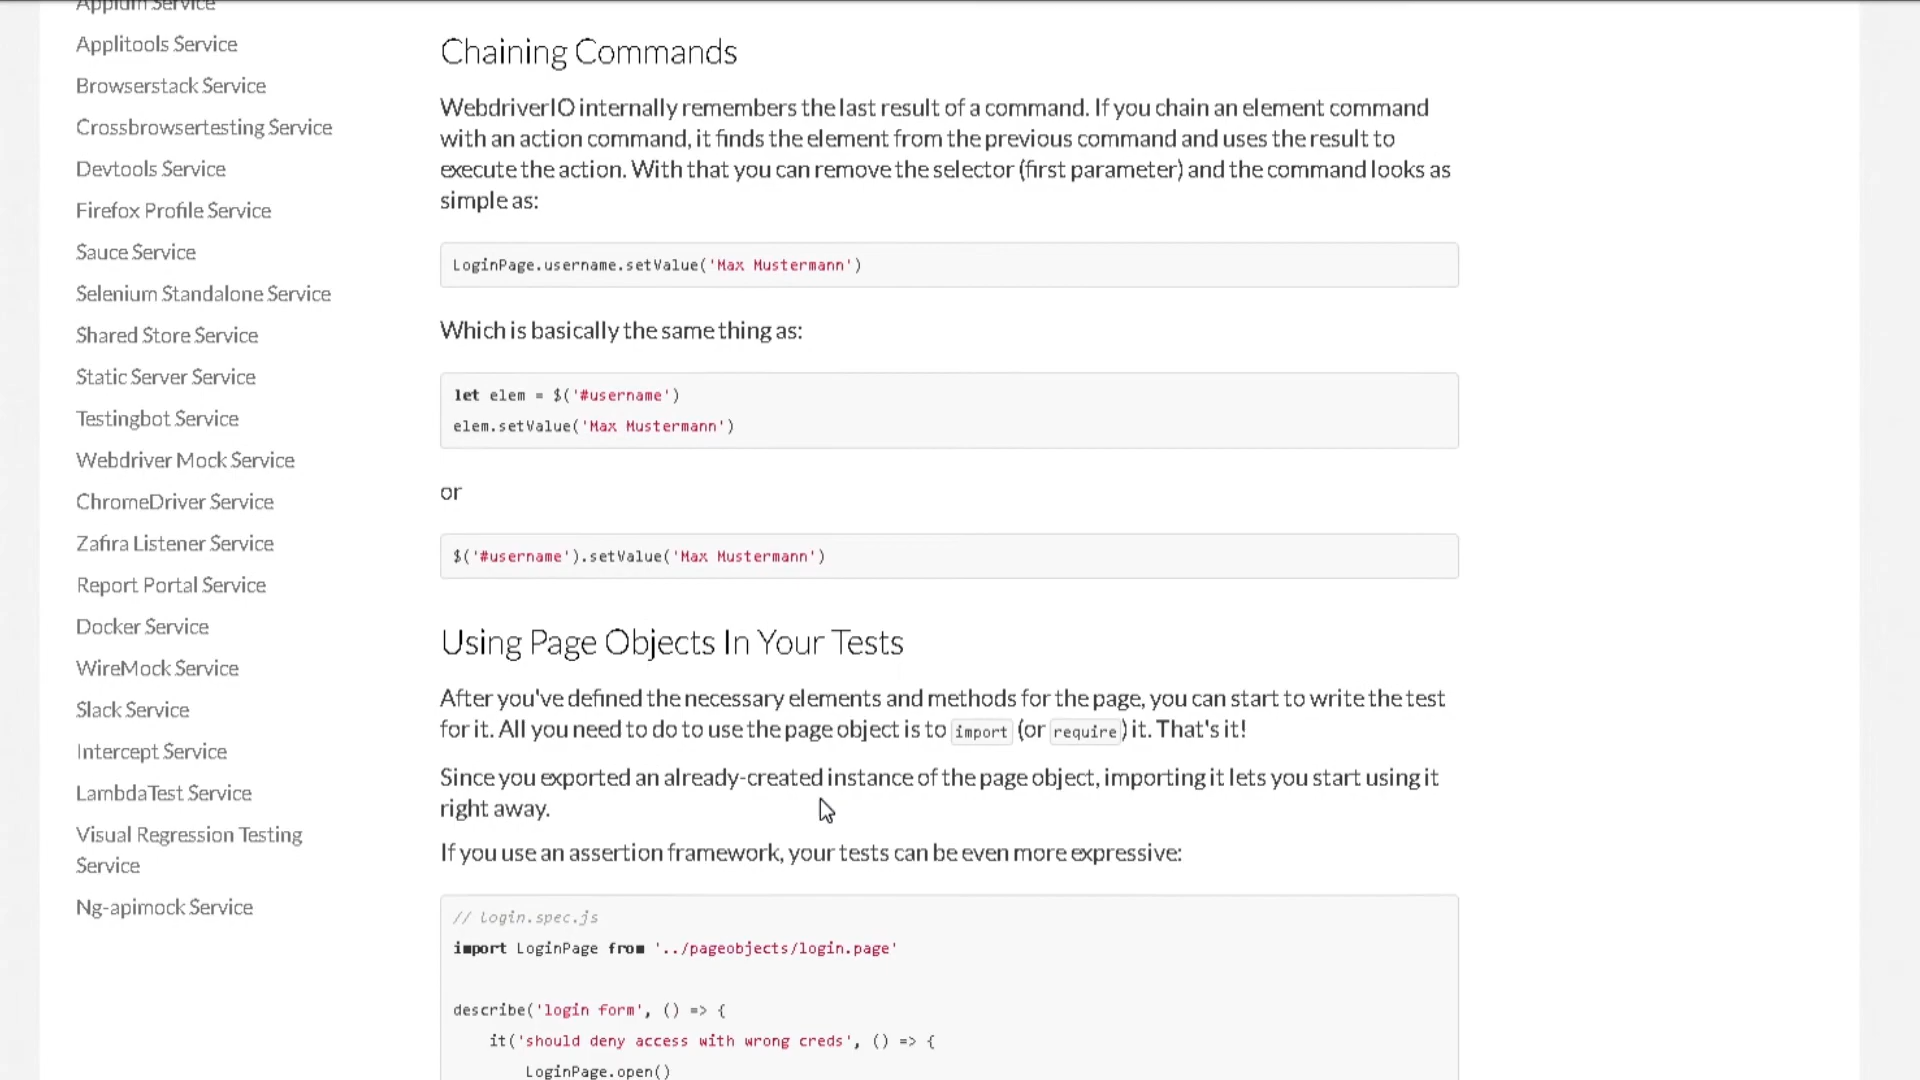 Appium Service
Applitools Service
Browserstack Service
Crossbrowsertesting Service
Devtools Service
Firefox Profile Service
Sauce Service
Selenium Standalone Service
Shared Store Service
Static Server Service
Testingbot Service
Webdriver Mock Service
ChromeDriver Service
Zafira Listener Service
Report Portal Service
Docker Service
WireMock Service
Slack Service
Intercept Service
LambdaTest Service
Visual Regression Testing
Service
Ng-apimock Service
Chaining Commands
WebdriverIO internally remembers the last result of a command. If you chain an element command
with an action command, it finds the element from the previous command and uses the result to
execute the action. With that you can remove the selector (first parameter) and the command looks as
simple as:
LoginPage.username.setValue('Max Mustermann')
Which is basically the same thing as:
let elem = $('#username')
elem.setValue('Max Mustermann')
or
$('#username').setValue('Max Mustermann')
Using Page Objects In Your Tests
After you've defined the necessary elements and methods for the page, you can start to write the test
for it. All you need to do to use the page object is to import (or require) it. That's it!
Since you exported an already-created instance of the page object, importing it lets you start using it
right away.
If you use an assertion framework, your tests can be even more expressive:
// login.spec.js
import LoginPage from '../pageobjects/login.page'
describe('login form', () => {
it('should deny access with wrong creds', () => {
LoginPage.open()